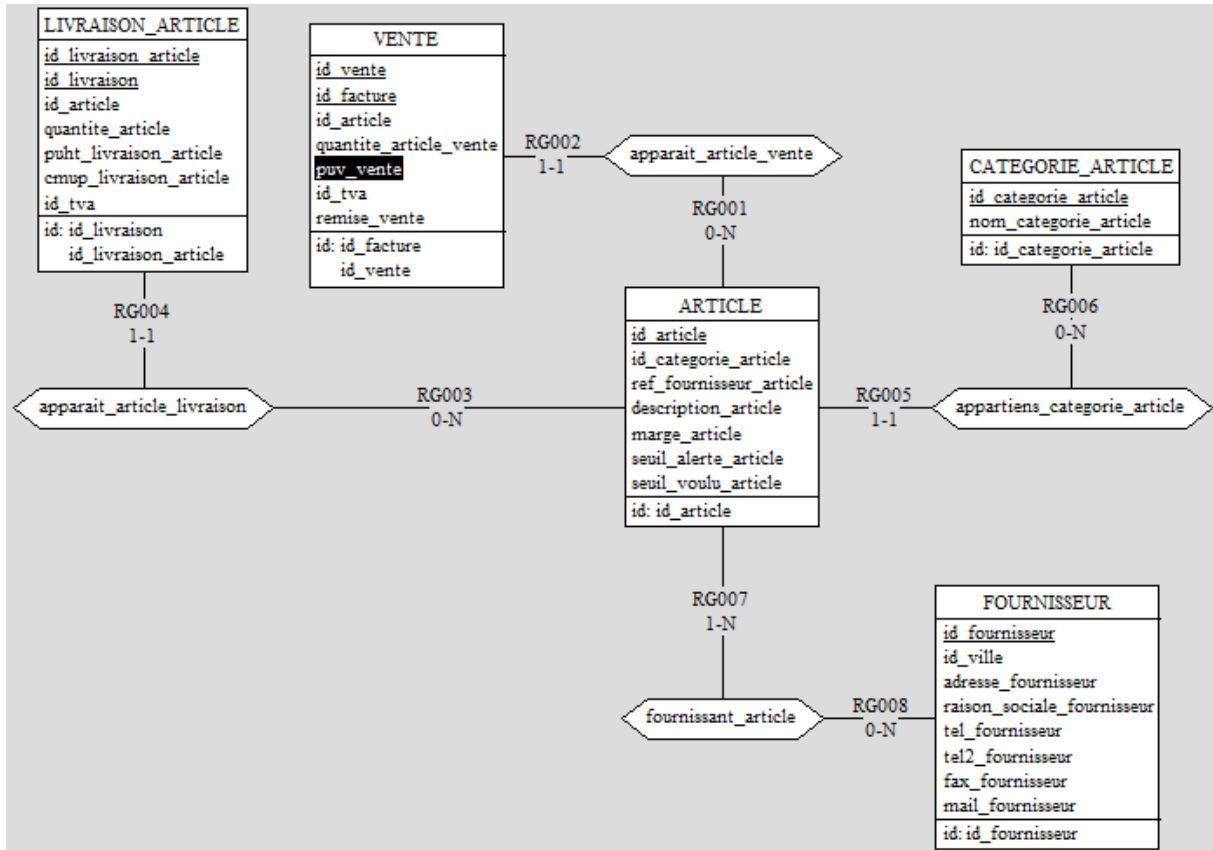 LIVRAISON_ARTICLE
id_livraison_article
id_livraison
id_article
quantite_article
puht_livraison_article
cmup_livraison_article
id_tva
id: id_livraison
id_livraison_article
VENTE
id_vente
id_facture
id_article
quantite_article_vente
puv_vente
id_tva
remise_vente
id: id_facture
id_vente
RG002
1-1
apparait_article_vente
RG001
0-N
CATEGORIE_ARTICLE
id_categorie_article
nom_categorie_article
id: id_categorie_article
RG004
1-1
RG006
0-N
apparait_article_livraison
RG003
0-N
ARTICLE
id_article
id_categorie_article
ref_fournisseur_article
description_article
marge_article
seuil_alerte_article
seuil_voulu_article
id: id_article
RG005
1-1
appartiens_categorie_article
RG007
1-N
fournissant_article
RG008
0-N
FOURNISSEUR
id_fournisseur
id_ville
adresse_fournisseur
raison_sociale_fournisseur
tel_fournisseur
tel2_fournisseur
fax_fournisseur
mail_fournisseur
id: id_fournisseur